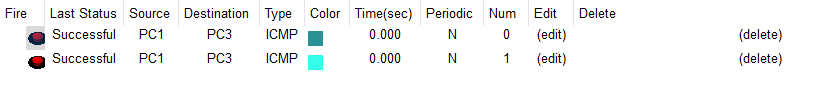 Fire Last Status Source Destination Type Color Time(sec) Periodic Num Edit Delete
Successful PC1 PC3 ICMP 0.000 N 0 (edit) (delete)
Successful PC1 PC3 ICMP 0.000 N 1 (edit) (delete)